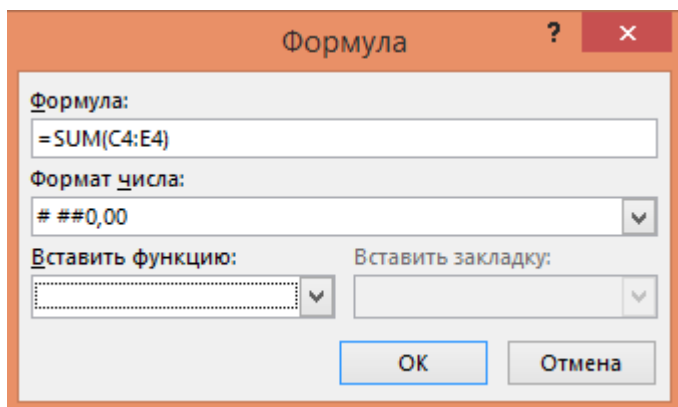 Формула ? ×
Формула:
=SUM(C4:E4)
Формат числа:
# ##0,00
Вставить функцию: Вставить закладку:
ОК Отмена